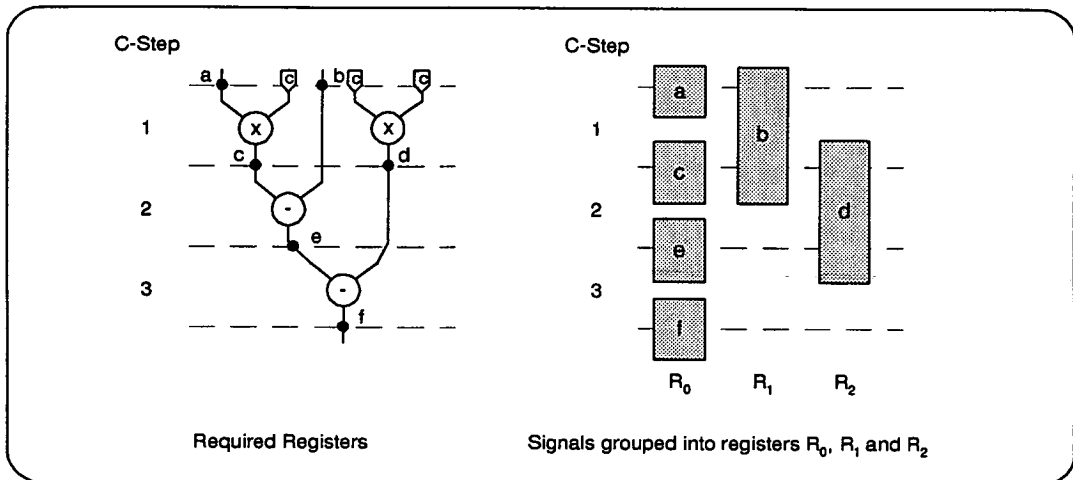 C-Step
a c b c c
1
x x
c d
2
-
e
3
-
f
Required Registers
C-Step
a
1
b
c
2
d
e
3
f
R₀ R₁ R₂
Signals grouped into registers R₀, R₁ and R₂